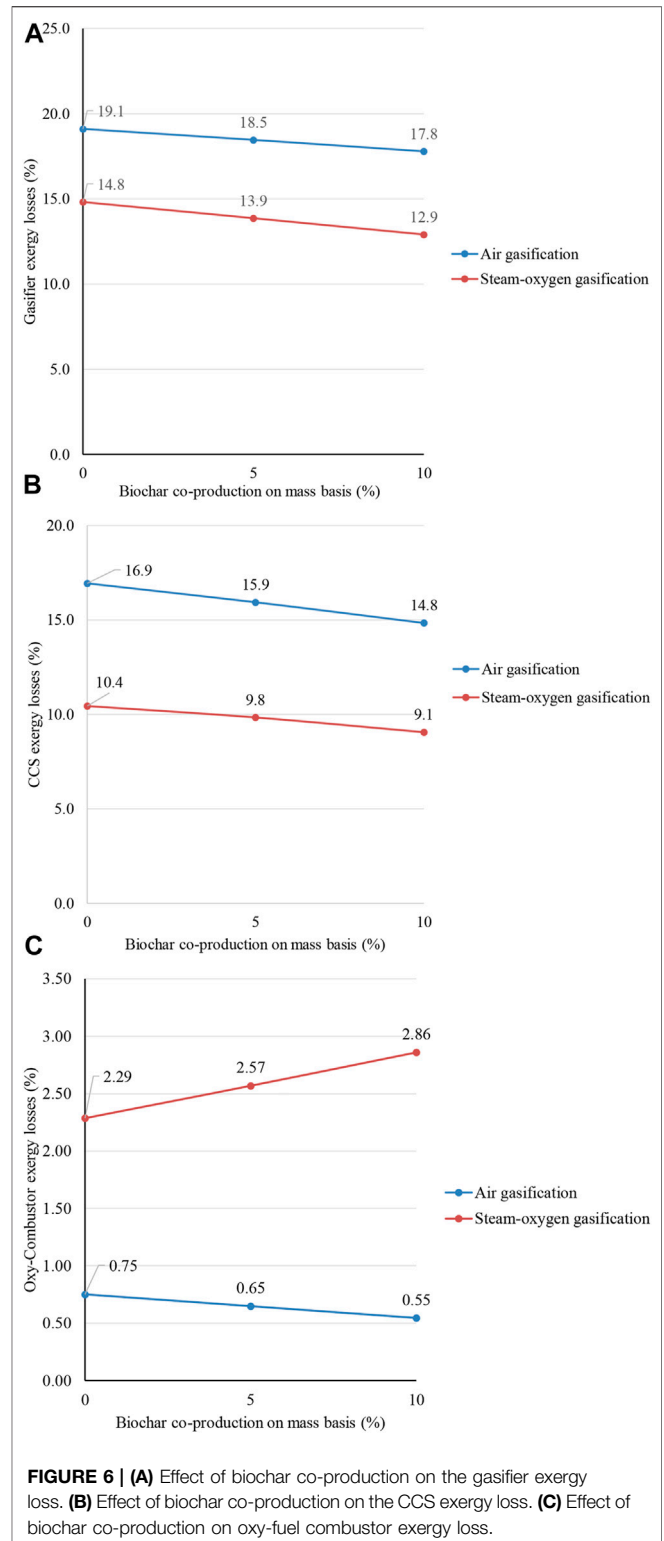 A
25.0
20.0
15.0
10.0
5.0
0.0
Gasifier exergy losses (%)
19.1
18.5
17.8
14.8
13.9
12.9
Air gasification
Steam-oxygen gasification
0 5 10
Biochar co-production on mass basis (%)
B
20.0
15.0
10.0
5.0
0.0
CCS exergy losses (%)
16.9
15.9
14.8
10.4
9.8
9.1
Air gasification
Steam-oxygen gasification
0 5 10
Biochar co-production on mass basis (%)
C
3.50
3.00
2.50
2.00
1.50
1.00
0.50
0.00
Oxy-Combustor exergy losses (%)
2.29
2.57
2.86
0.75
0.65
0.55
Air gasification
Steam-oxygen gasification
0 5 10
Biochar co-production on mass basis (%)
FIGURE 6 | (A) Effect of biochar co-production on the gasifier exergy
loss. (B) Effect of biochar co-production on the CCS exergy loss. (C) Effect of
biochar co-production on oxy-fuel combustor exergy loss.